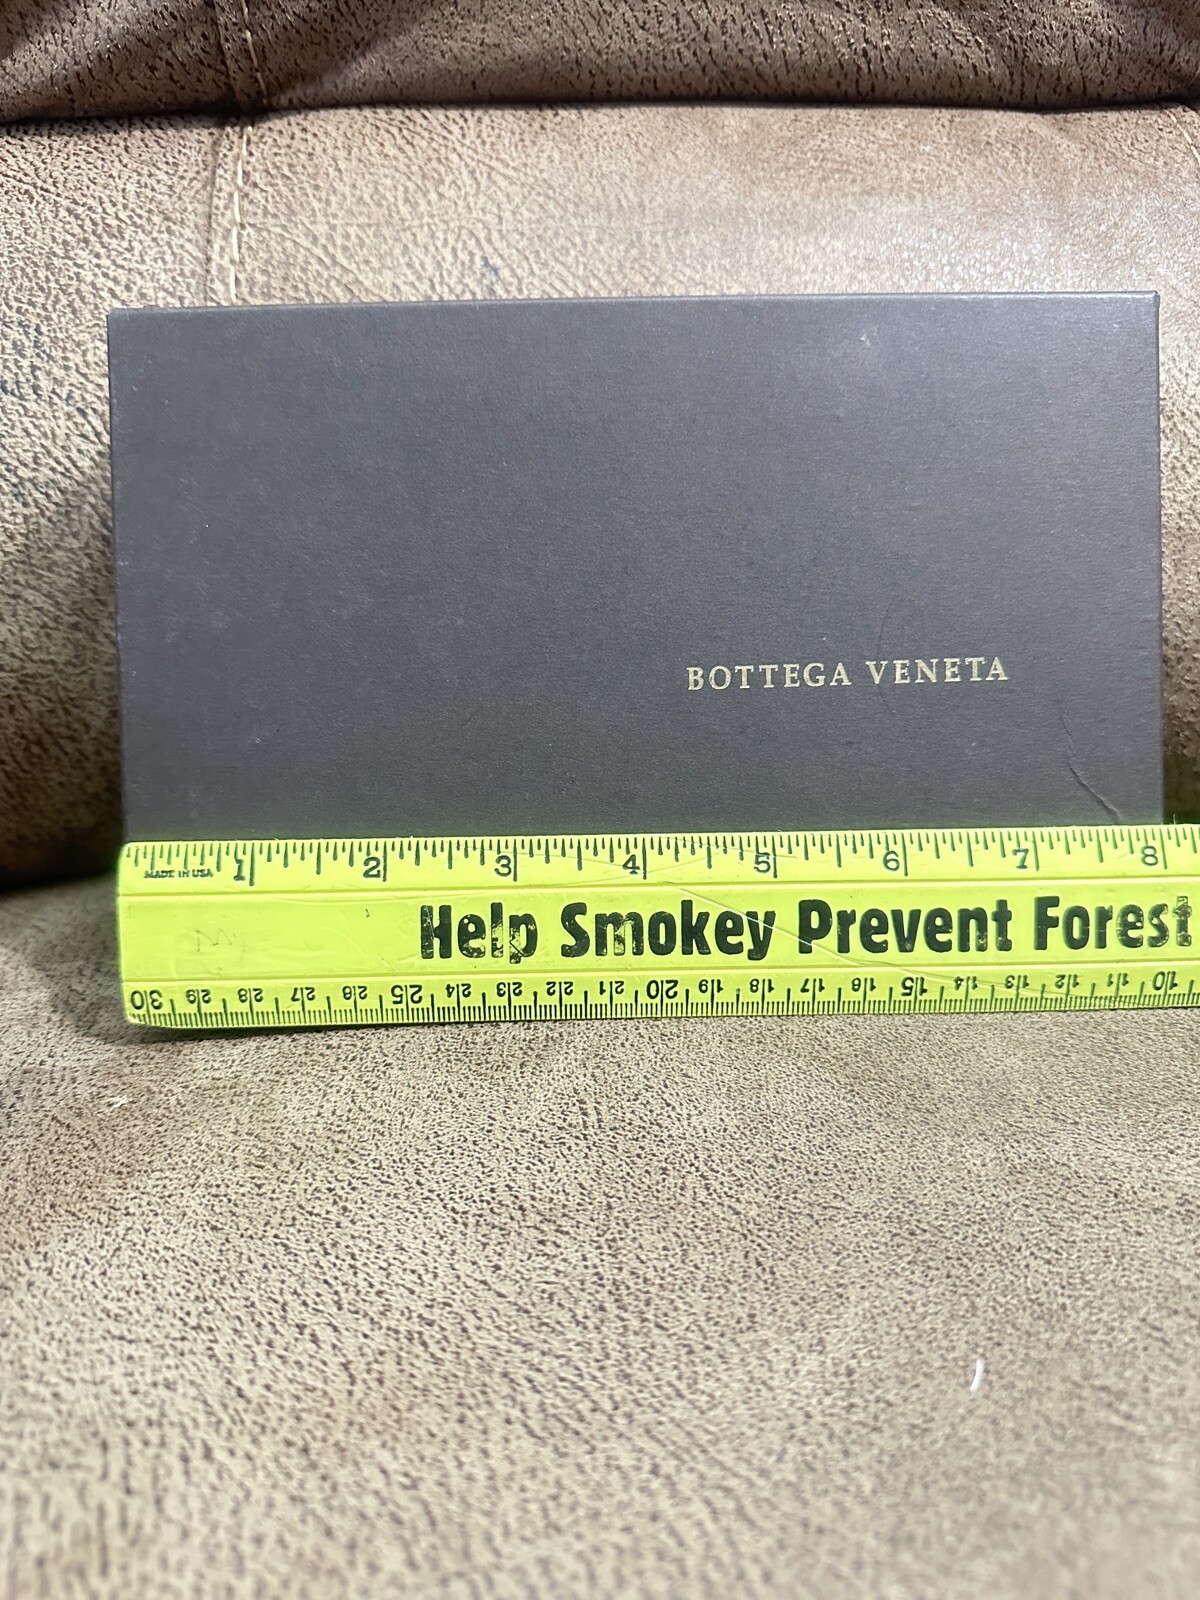 BOTTEGA VENETA
1 2 3 4 5 6 7 8
MADE IN USA
Help Smokey Prevent Forest
30 29 28 27 26 25 24 23 22 21 20 19 18 17 16 15 14 13 12 11 10